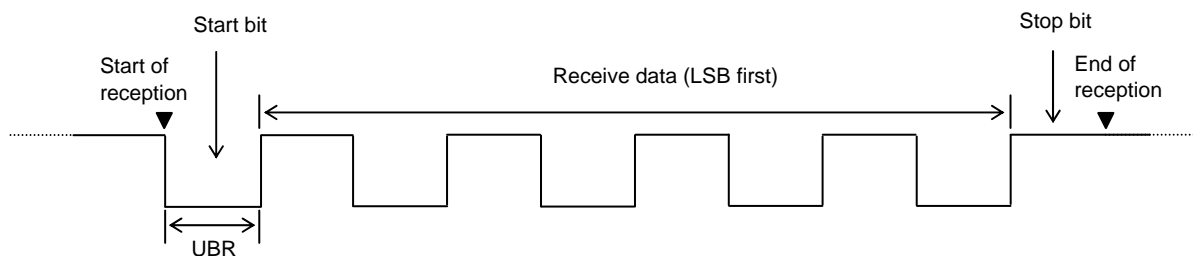 Start bit
Stop bit
Start of
reception
Receive data (LSB first)
End of
reception
UBR